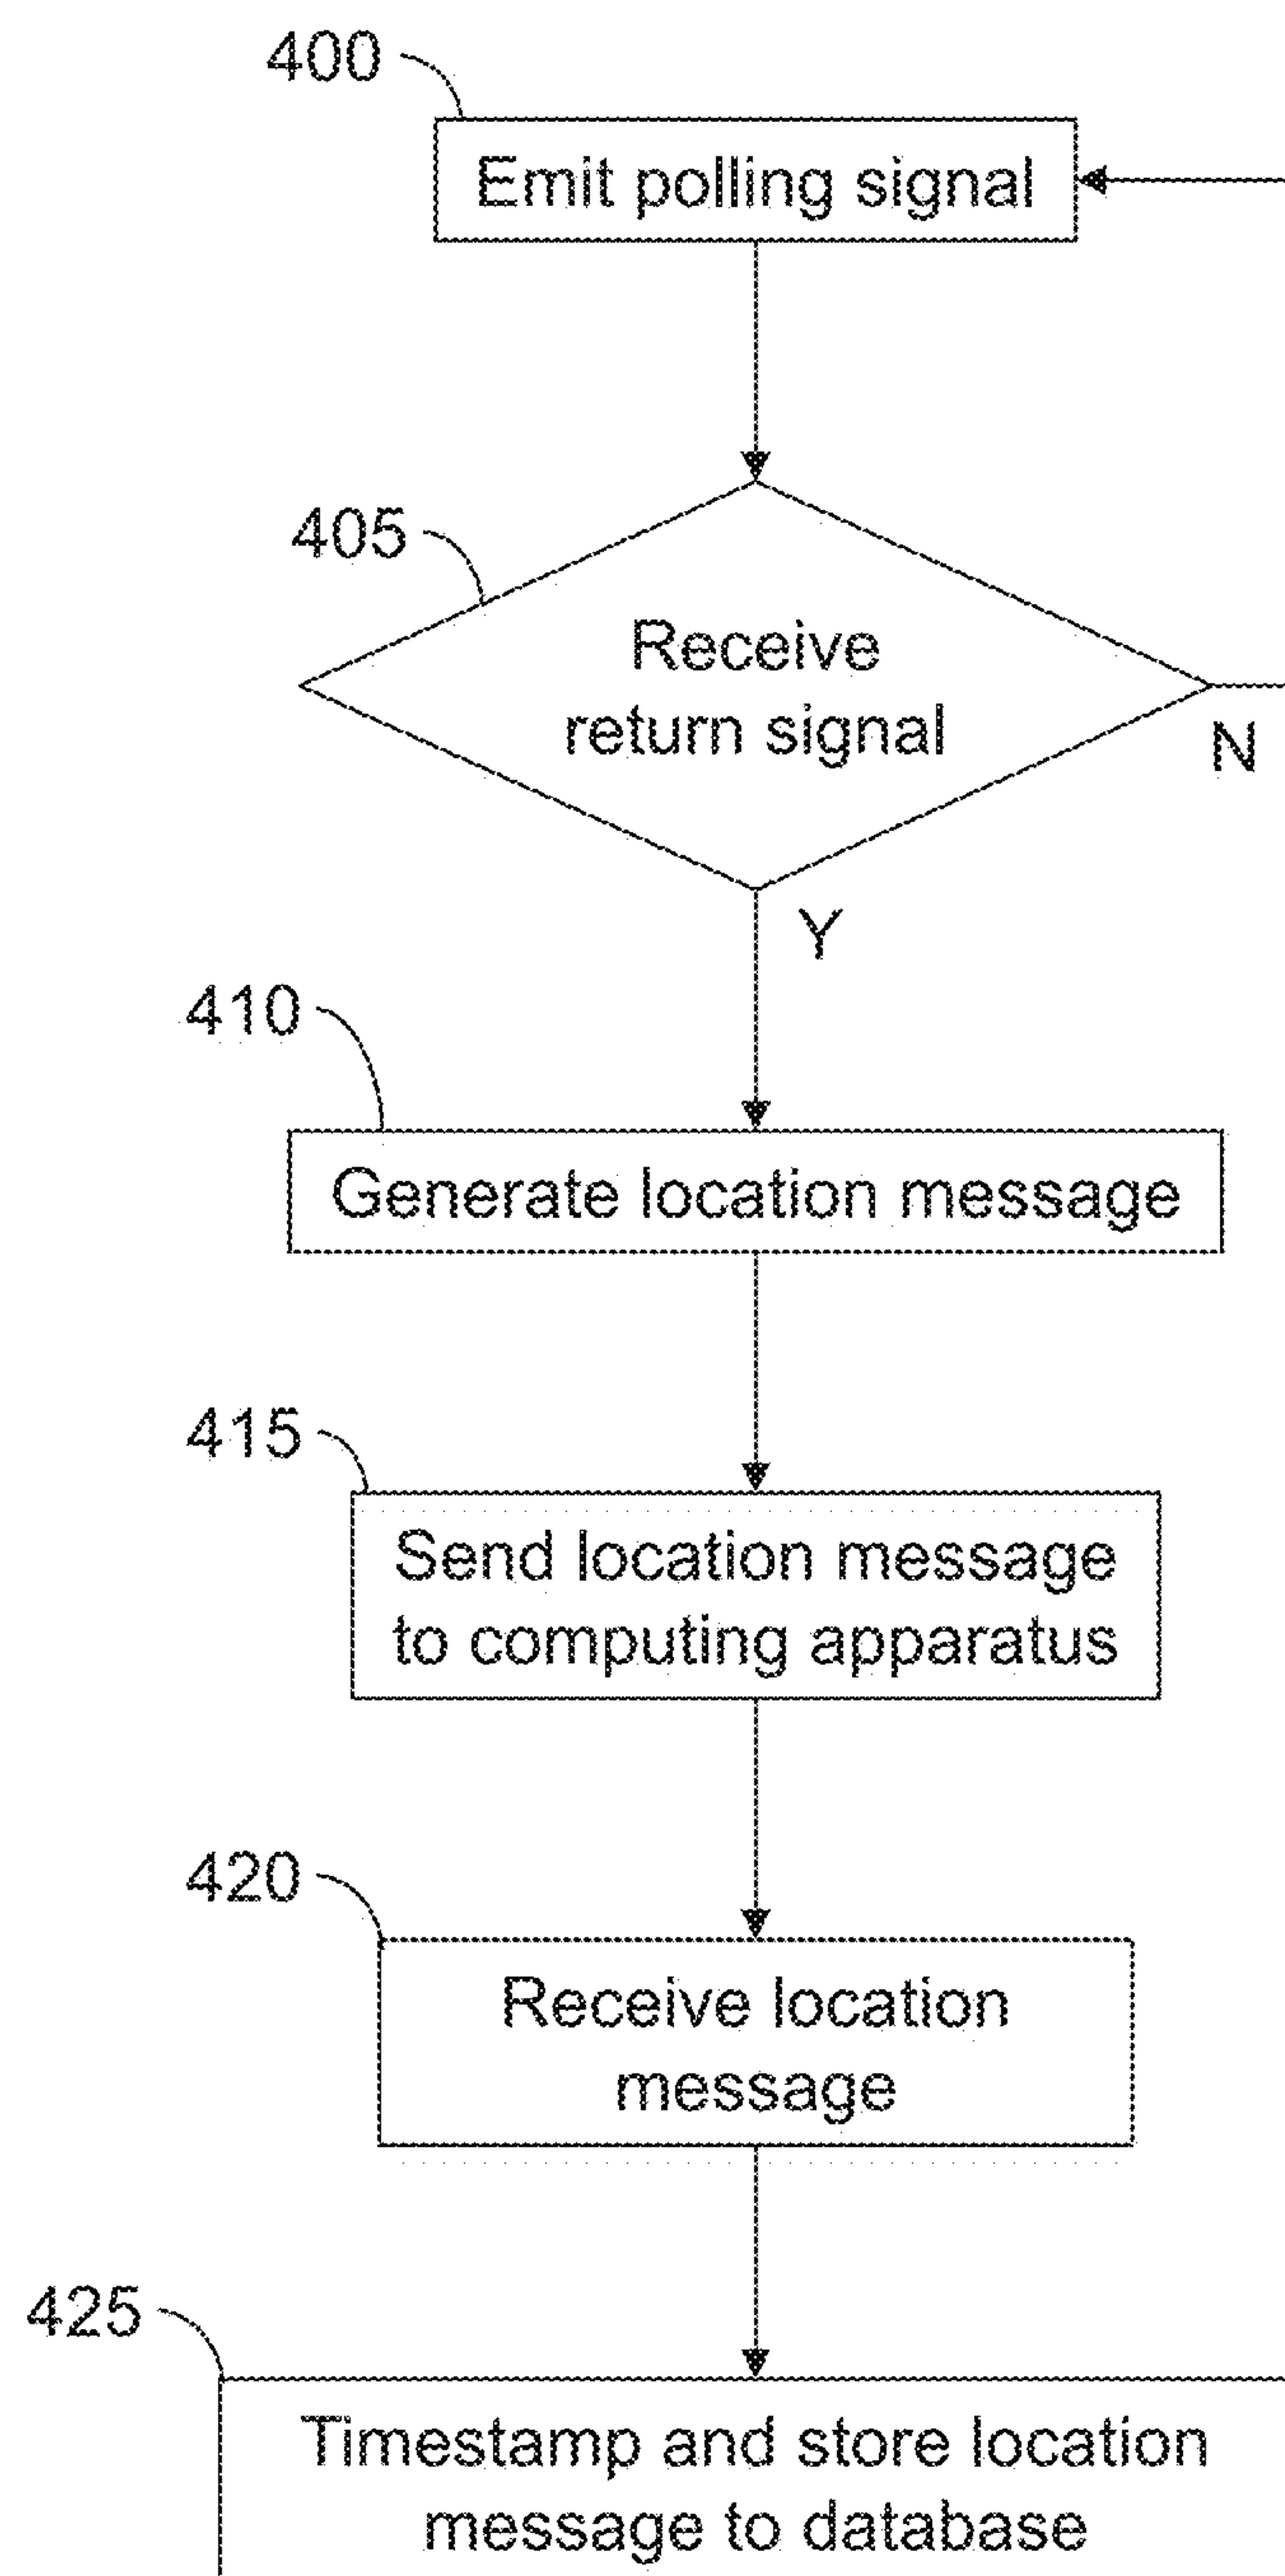 400
Emit polling signal
405
Receive
return signal
N
Y
410
Generate location message
415
Send location message
to computing apparatus
420
Receive location
message
425
Timestamp and store location
message to database